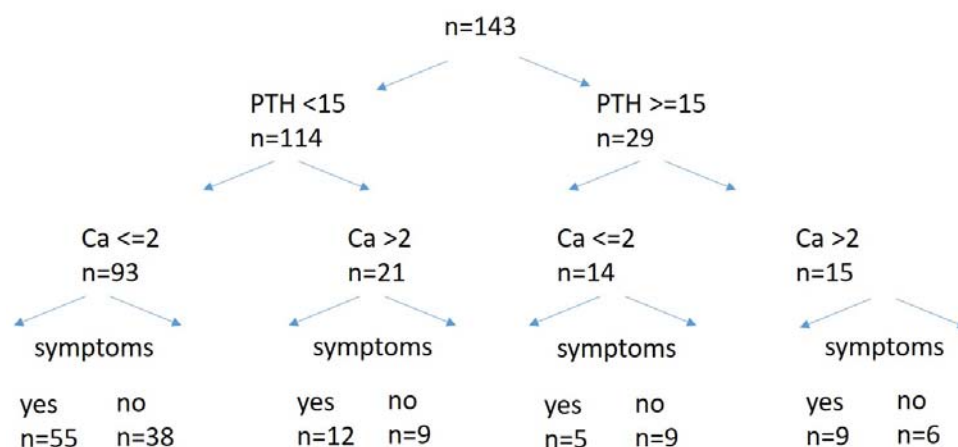 n=143
PTH <15
PTH >=15
n=114
n=29
Ca <=2
Ca >2
Ca <=2
Ca >2
n=93
n=21
n=14
n=15
symptoms
symptoms
symptoms
symptoms
yes no
yes no
yes no
yes no
n=55 n=38
n=12 n=9
n=5 n=9
n=9 n=6